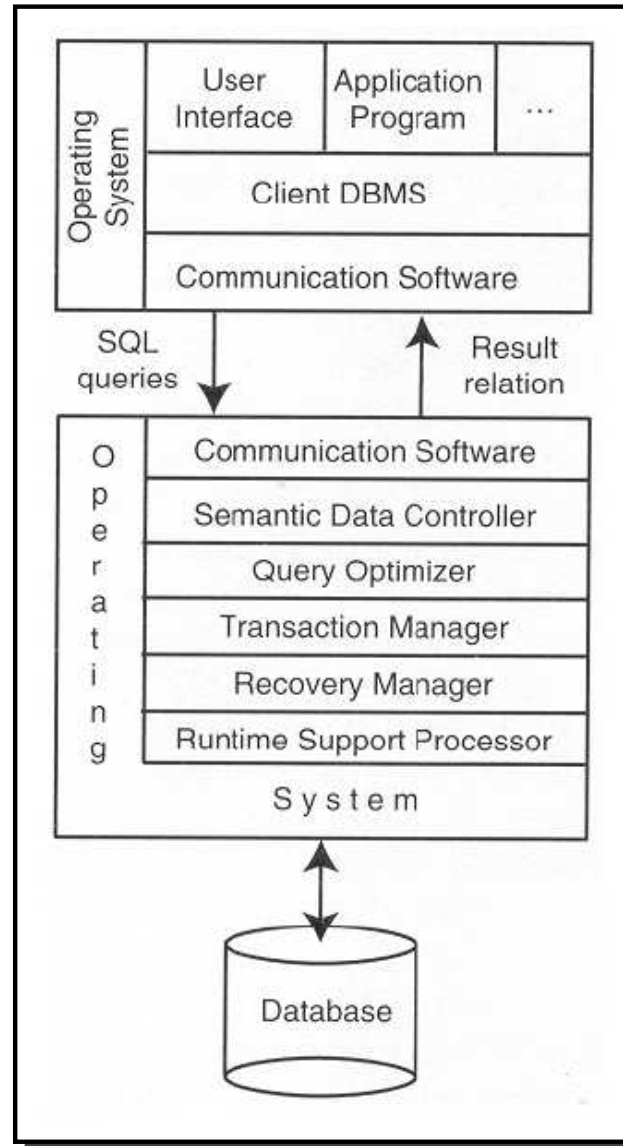 Operating
System
User
Interface
Application
Program
...
Client DBMS
Communication Software
SQL
queries
Result
relation
Operating
Communication Software
Semantic Data Controller
Query Optimizer
Transaction Manager
Recovery Manager
Runtime Support Processor
System
Database